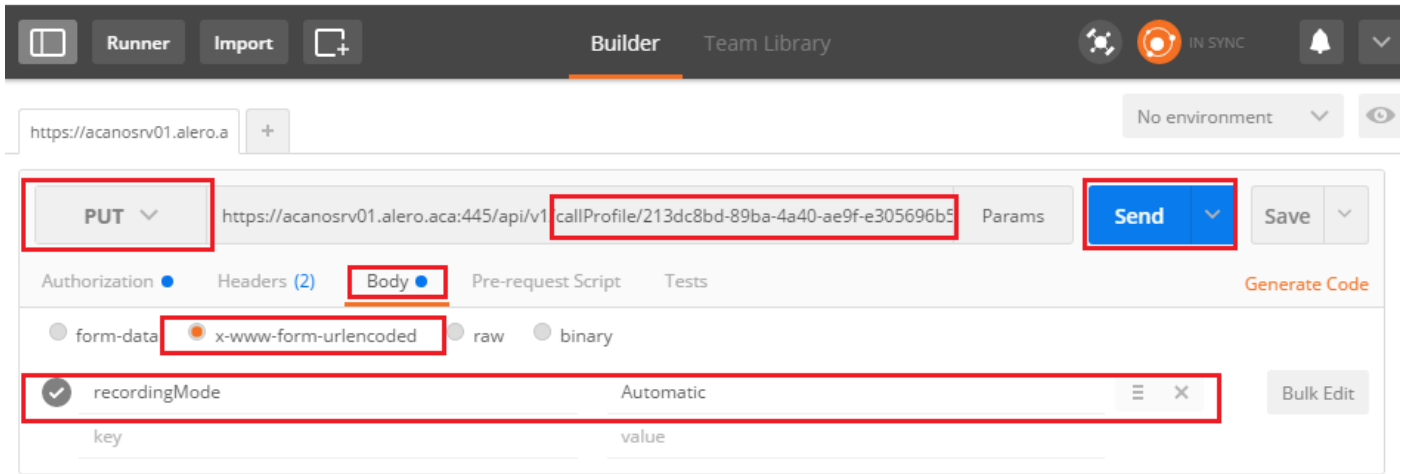 Runner Import Builder Team Library IN SYNC
https://acanosrv01.alero.a + No environment
PUT https://acanosrv01.alero.aca:445/api/v1/callProfile/213dc8bd-89ba-4a40-ae9f-e305696b5 Params Send Save
Authorization Headers (2) Body Pre-request Script Tests Generate Code
form-data x-www-form-urlencoded raw binary
recordingMode Automatic Bulk Edit
key value